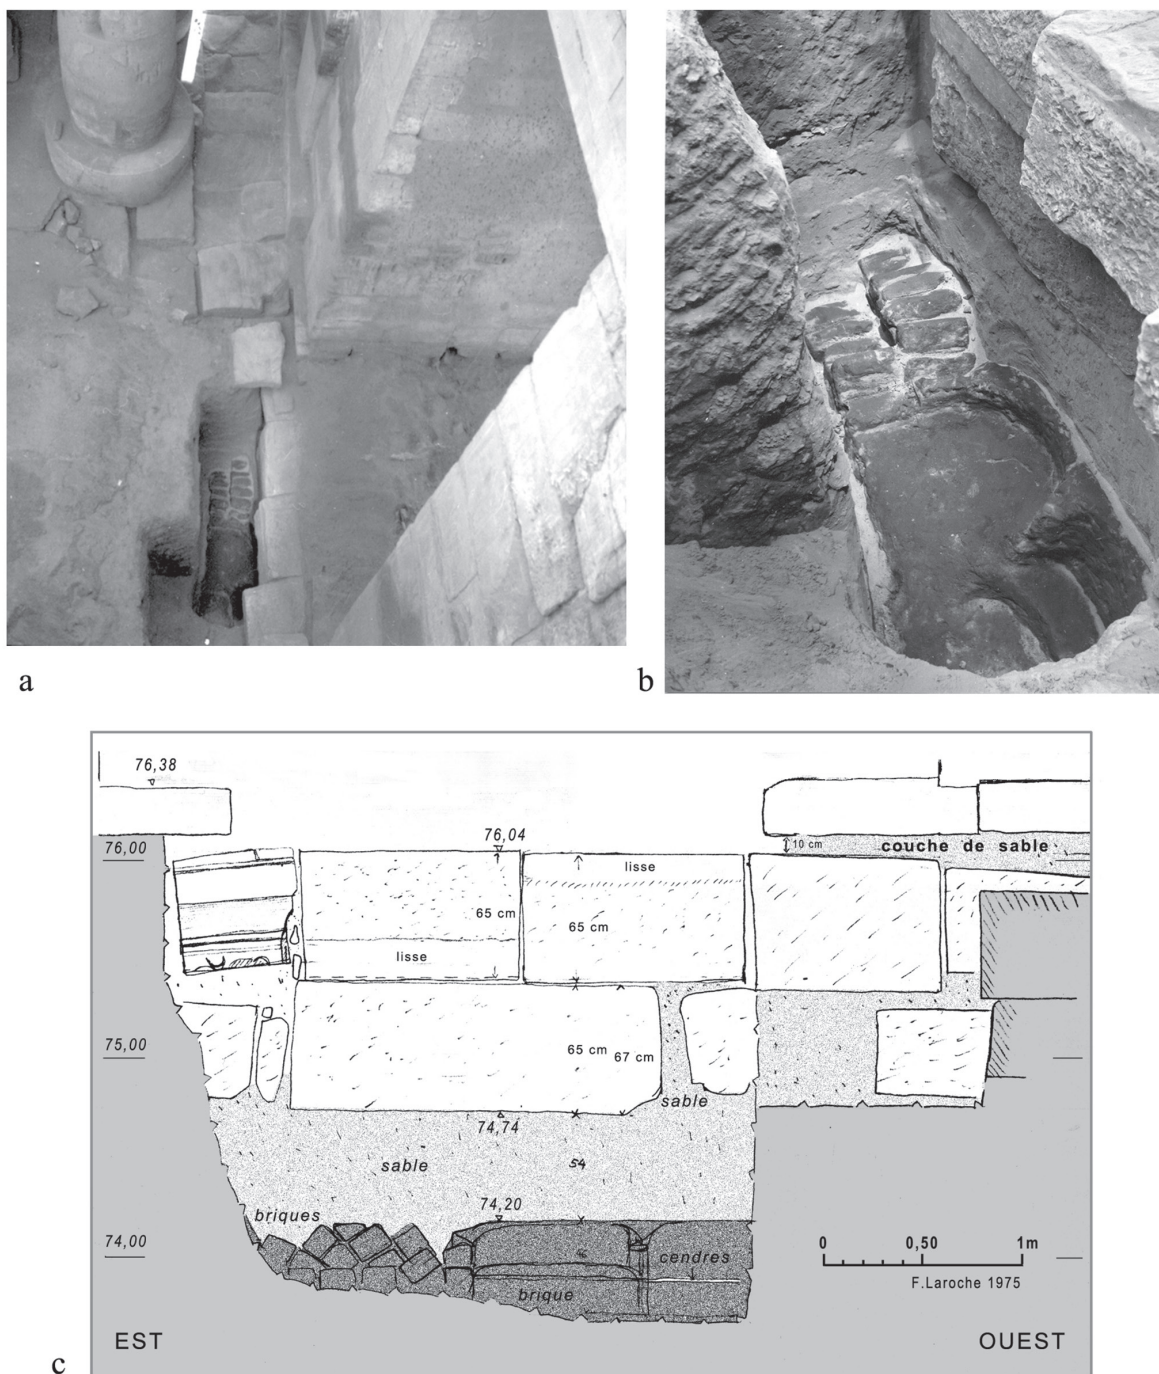 a
b
76,38
76,04
76,00
10 cm
couche de sable
lisse
65 cm
65 cm
lisse
75,00
65 cm
67 cm
sable
74,74
sable
54
74,20
briques
74,00
cendres
0 0,50 1m
brique
F.Laroche 1975
EST
OUEST
c